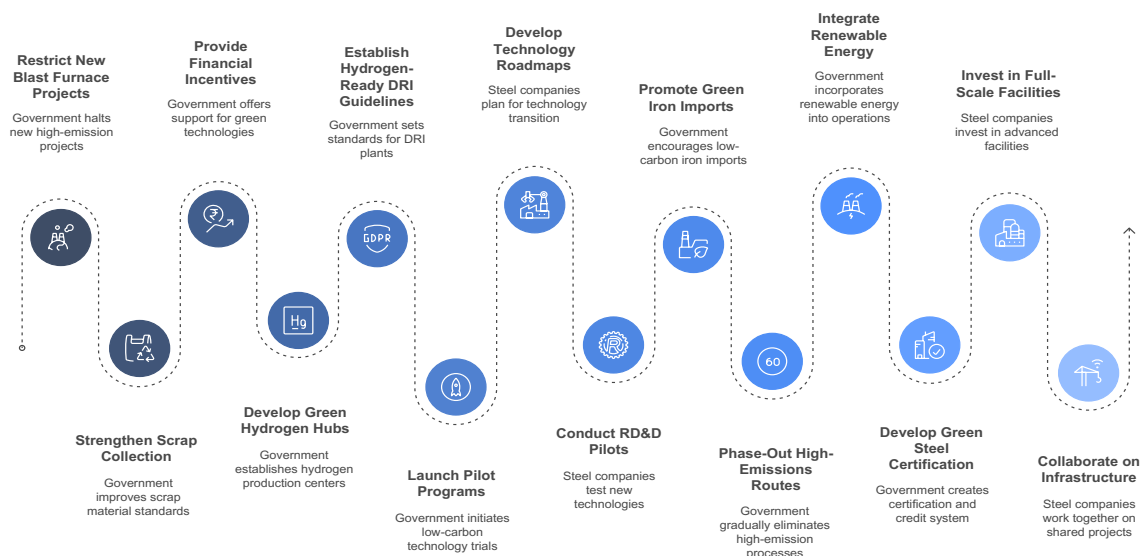 Restrict New
Blast Furnace
Projects
Government halts
new high-emission
projects
Strengthen Scrap
Collection
Government
improves scrap
material standards
Provide
Financial
Incentives
Government offers
support for green
technologies
₹
Hg
Develop Green
Hydrogen Hubs
Government
establishes hydrogen
production centers
Establish
Hydrogen-
Ready DRI
Guidelines
Government sets
standards for DRI
plants
GDPR
Launch Pilot
Programs
Government initiates
low-carbon
technology trials
Develop
Technology
Roadmaps
Steel companies
plan for technology
transition
R
Conduct RD&D
Pilots
Steel companies
test new
technologies
Promote Green
Iron Imports
Government
encourages low-
carbon iron imports
60
Phase-Out High-
Emissions
Routes
Government
gradually eliminates
high-emission
processes
Integrate
Renewable
Energy
Government
incorporates
renewable energy
into operations
Develop Green
Steel
Certification
Government creates
certification and
credit system
Invest in Full-
Scale Facilities
Steel companies
invest in advanced
facilities
Collaborate on
Infrastructure
Steel companies
work together on
shared projects